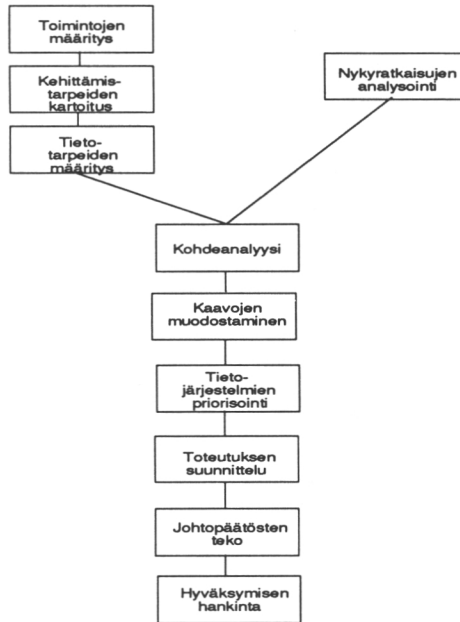 Toimintojen
määritys
Kehittämis-
tarpeiden
kartoitus
Nykyratkaisujen
analysointi
Tieto-
tarpeiden
määritys
Kohdeanalyysi
Kaavojen
muodostaminen
Tieto-
järjestelmien
priorisointi
Toteutuksen
suunnittelu
Johtopäätösten
teko
Hyväksymisen
hankinta